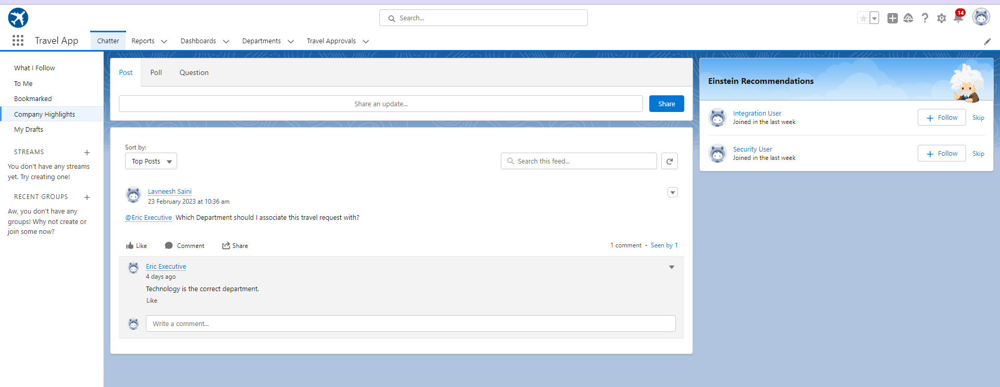 Search...
14
Travel App
Chatter
Reports
Dashboards
Departments
Travel Approvals
What I Follow
To Me
Bookmarked
Company Highlights
My Drafts
STREAMS
You don't have any streams
yet. Try creating one!
RECENT GROUPS
Aw, you don't have any
groups! Why not create or
join some now?
Post
Poll
Question
Share an update...
Share
Sort by:
Top Posts
Search this feed...
Lavneesh Saini
23 February 2023 at 10:36 am
@Eric Executive Which Department should I associate this travel request with?
Like
Comment
Share
1 comment · Seen by 1
Eric Executive
4 days ago
Technology is the correct department.
Like
Write a comment...
Einstein Recommendations
Integration User
Joined in the last week
+ Follow
Skip
Security User
Joined in the last week
+ Follow
Skip